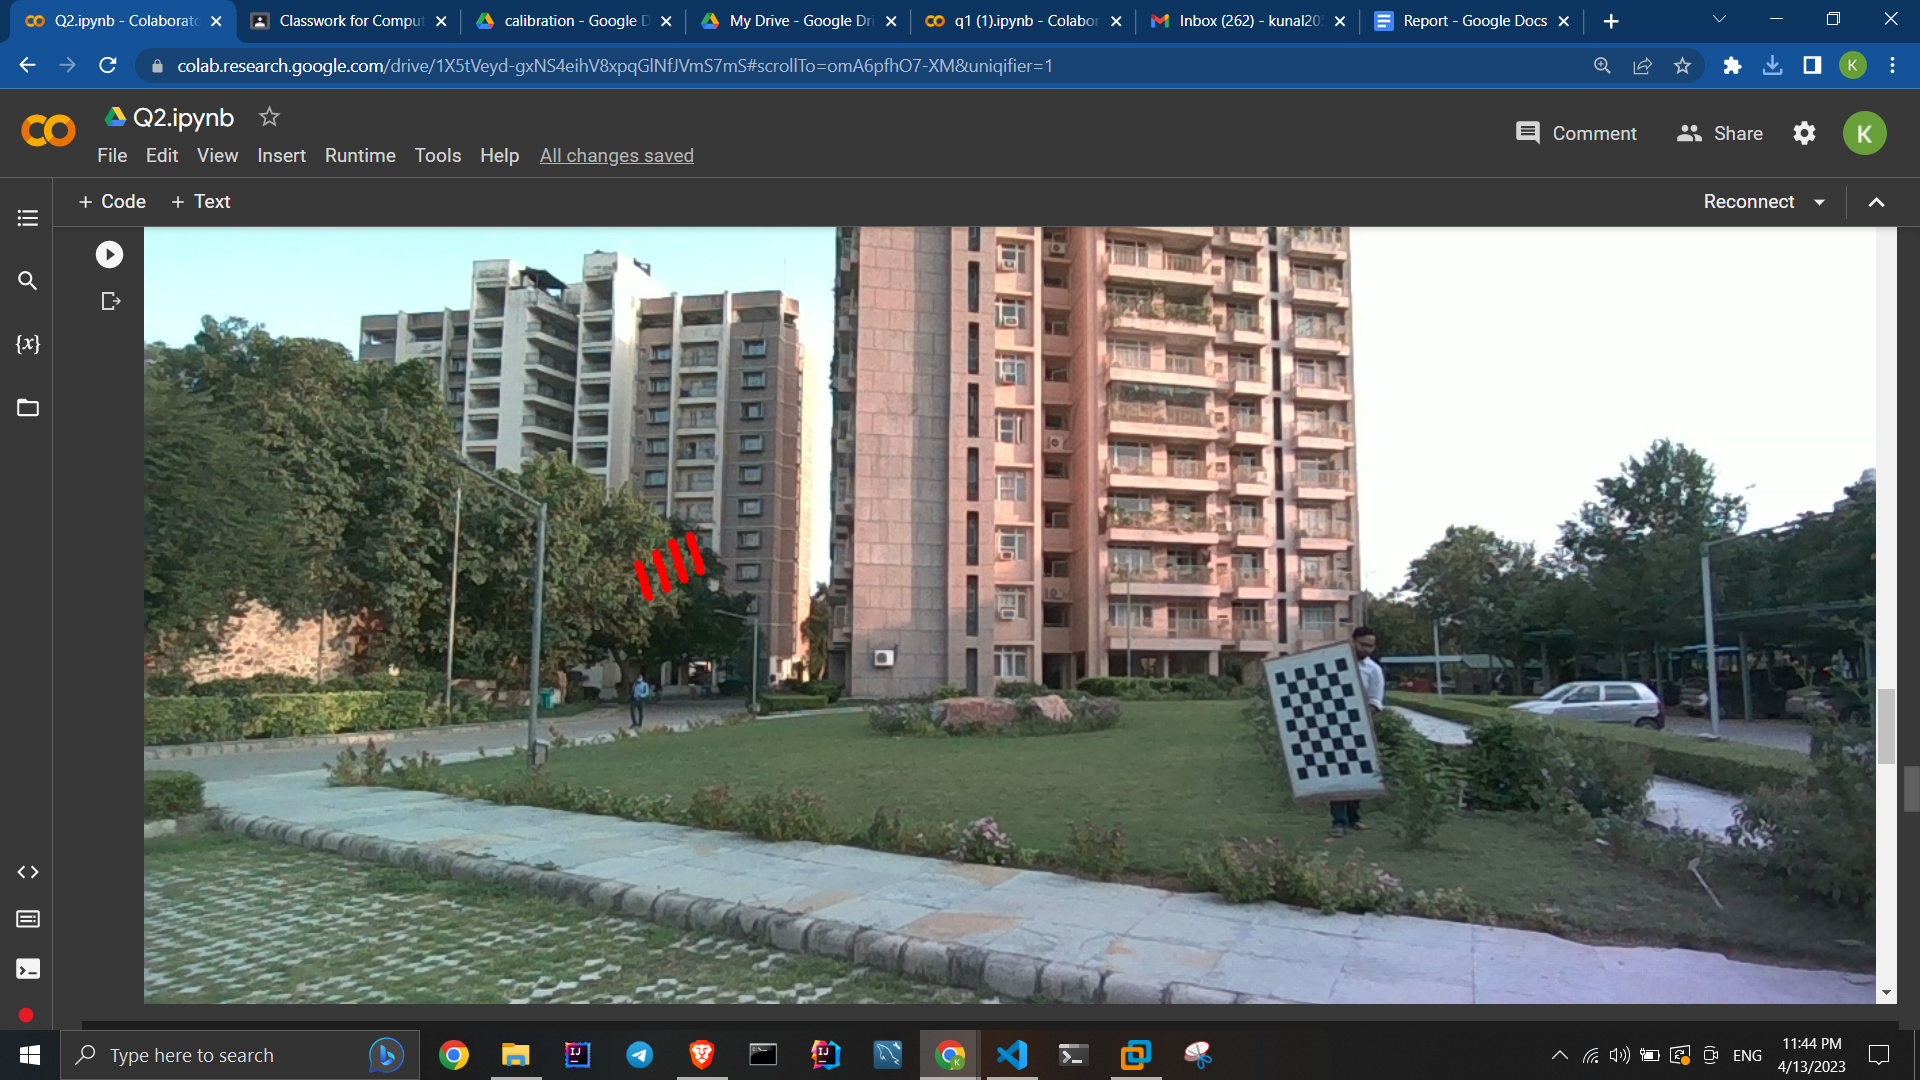 Q2.ipynb - Colaborato
Classwork for Comput
calibration - Google D
My Drive - Google Dri
q1 (1).ipynb - Colabor
Inbox (262) - kunal205
Report - Google Docs
colab.research.google.com/drive/1X5tVeyd-gxNS4eihV8xpqGlNfJVmS7mS#scrollTo=omA6pfhO7-XM&uniqifier=1
K
Q2.ipynb
File Edit View Insert Runtime Tools Help All changes saved
Comment
Share
K
+ Code + Text
Reconnect
{x}
Type here to search
IJ
IJ
K
ENG
11:44 PM
4/13/2023